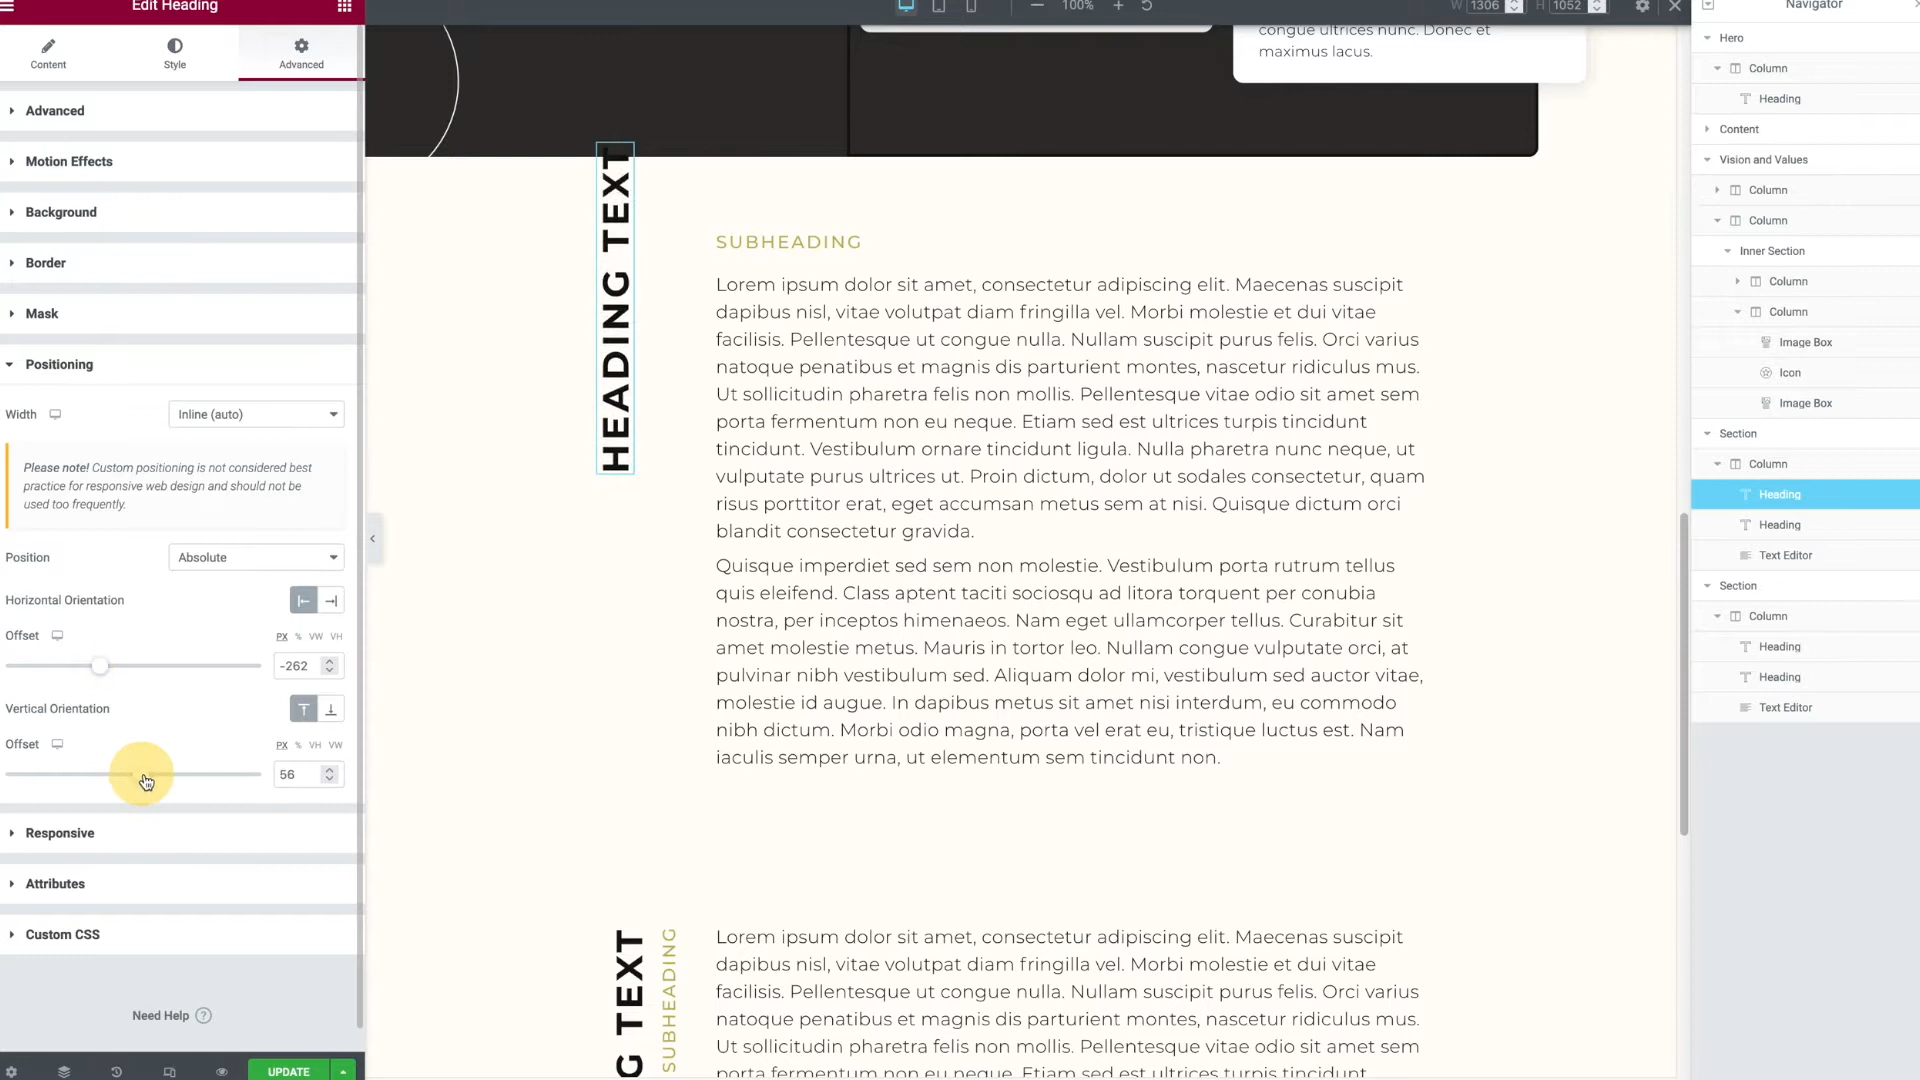 Edit Heading
Content
Style
Advanced
Advanced
Motion Effects
Background
Border
Mask
Positioning
Width
Inline (auto)
Please note! Custom positioning is not considered best
practice for responsive web design and should not be
used too frequently.
Position
Absolute
Horizontal Orientation
Offset
PX % VW VH
-262
Vertical Orientation
Offset
PX % VH VW
56
Responsive
Attributes
Custom CSS
Need Help
UPDATE
100%
W 1306
H 1052
congue ultrices nunc. Donec et
maximus lacus.
HEADING TEXT
SUBHEADING
Lorem ipsum dolor sit amet, consectetur adipiscing elit. Maecenas suscipit
dapibus nisl, vitae volutpat diam fringilla vel. Morbi molestie et dui vitae
facilisis. Pellentesque ut congue nulla. Nullam suscipit purus felis. Orci varius
natoque penatibus et magnis dis parturient montes, nascetur ridiculus mus.
Ut sollicitudin pharetra felis non mollis. Pellentesque vitae odio sit amet sem
porta fermentum non eu neque. Etiam sed est ultrices turpis tincidunt
tincidunt. Vestibulum ornare tincidunt ligula. Nulla pharetra nunc neque, ut
vulputate purus ultrices ut. Proin dictum, dolor ut sodales consectetur, quam
risus porttitor erat, eget accumsan metus sem at nisi. Quisque dictum orci
blandit consectetur gravida.
Quisque imperdiet sed sem non molestie. Vestibulum porta rutrum tellus
quis eleifend. Class aptent taciti sociosqu ad litora torquent per conubia
nostra, per inceptos himenaeos. Nam eget ullamcorper tellus. Curabitur sit
amet molestie metus. Mauris in tortor leo. Nullam congue vulputate orci, at
pulvinar nibh vestibulum sed. Aliquam dolor mi, vestibulum sed auctor vitae,
molestie id augue. In dapibus metus sit amet nisi interdum, eu commodo
nibh dictum. Morbi odio magna, porta vel erat eu, tristique luctus est. Nam
iaculis semper urna, ut elementum sem tincidunt non.
G TEXT
SUBHEADING
Lorem ipsum dolor sit amet, consectetur adipiscing elit. Maecenas suscipit
dapibus nisl, vitae volutpat diam fringilla vel. Morbi molestie et dui vitae
facilisis. Pellentesque ut congue nulla. Nullam suscipit purus felis. Orci varius
natoque penatibus et magnis dis parturient montes, nascetur ridiculus mus.
Ut sollicitudin pharetra felis non mollis. Pellentesque vitae odio sit amet sem
porta fermentum non eu neque. Etiam sed est ultrices turpis tincidunt
Navigator
Hero
Column
Heading
Content
Vision and Values
Column
Column
Inner Section
Column
Column
Image Box
Icon
Image Box
Section
Column
Heading
Heading
Text Editor
Section
Column
Heading
Heading
Text Editor